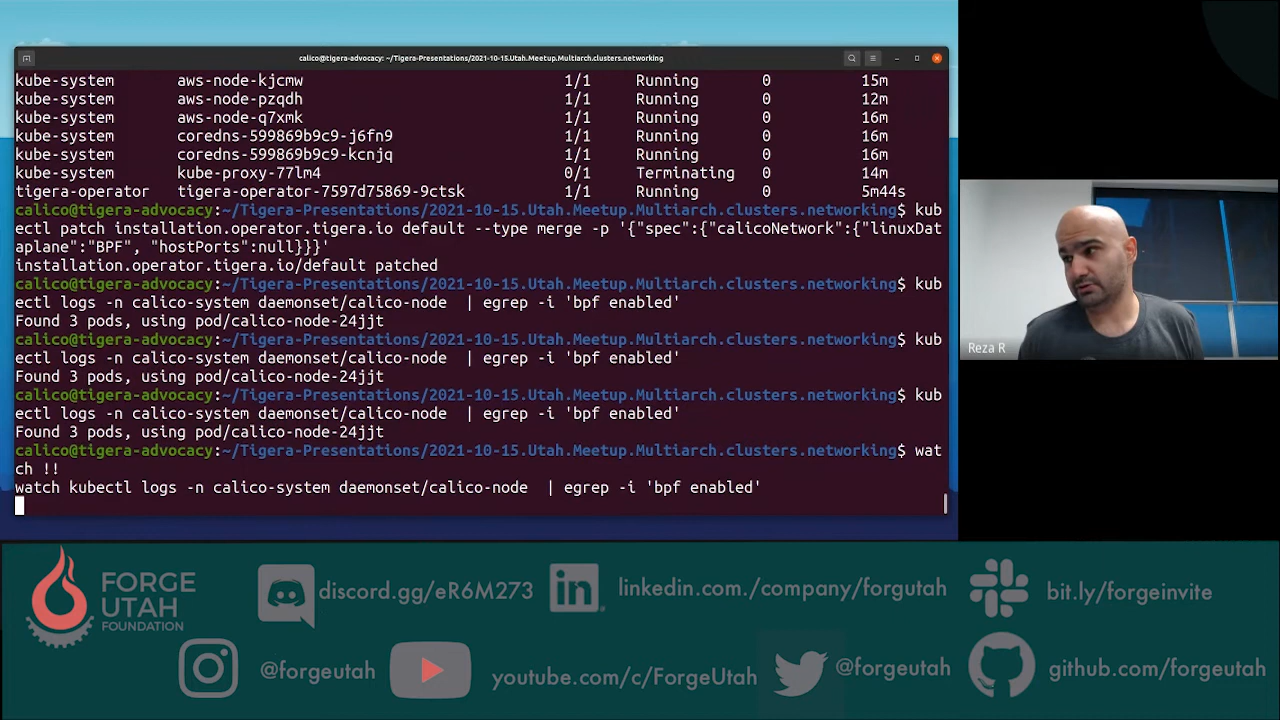 calico@tigera-advocacy: ~/Tigera-Presentations/2021-10-15.Utah.Meetup.Multiarch.clusters.networking
kube-system aws-node-kjcmw 1/1 Running 0 15m
kube-system aws-node-pzqdh 1/1 Running 0 12m
kube-system aws-node-q7xmk 1/1 Running 0 16m
kube-system coredns-599869b9c9-j6fn9 1/1 Running 0 16m
kube-system coredns-599869b9c9-kcnjq 1/1 Running 0 16m
kube-system kube-proxy-77lm4 0/1 Terminating 0 14m
tigera-operator tigera-operator-7597d75869-9ctsk 1/1 Running 0 5m44s
calico@tigera-advocacy:~/Tigera-Presentations/2021-10-15.Utah.Meetup.Multiarch.clusters.networking$ kub
ectl patch installation.operator.tigera.io default --type merge -p '{"spec":{"calicoNetwork":{"linuxDat
aplane":"BPF", "hostPorts":null}}}'
installation.operator.tigera.io/default patched
calico@tigera-advocacy:~/Tigera-Presentations/2021-10-15.Utah.Meetup.Multiarch.clusters.networking$ kub
ectl logs -n calico-system daemonset/calico-node | egrep -i 'bpf enabled'
Found 3 pods, using pod/calico-node-24jjt
calico@tigera-advocacy:~/Tigera-Presentations/2021-10-15.Utah.Meetup.Multiarch.clusters.networking$ kub
ectl logs -n calico-system daemonset/calico-node | egrep -i 'bpf enabled'
Found 3 pods, using pod/calico-node-24jjt
calico@tigera-advocacy:~/Tigera-Presentations/2021-10-15.Utah.Meetup.Multiarch.clusters.networking$ kub
ectl logs -n calico-system daemonset/calico-node | egrep -i 'bpf enabled'
Found 3 pods, using pod/calico-node-24jjt
calico@tigera-advocacy:~/Tigera-Presentations/2021-10-15.Utah.Meetup.Multiarch.clusters.networking$ wat
ch !!
watch kubectl logs -n calico-system daemonset/calico-node | egrep -i 'bpf enabled'
Reza R
FORGE
UTAH
FOUNDATION
discord.gg/eR6M273
in
linkedin.com./company/forgutah
bit.ly/forgeinvite
@forgeutah
youtube.com/c/ForgeUtah
@forgeutah
github.com/forgeutah